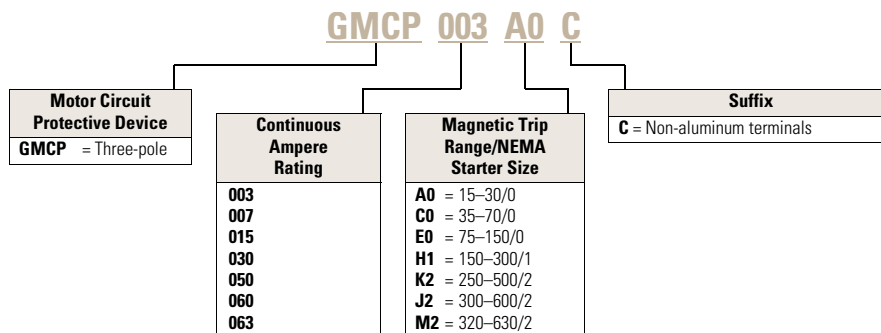 GMCP 003 A0 C
Motor Circuit
Protective Device
GMCP = Three-pole
Continuous
Ampere
Rating
003
007
015
030
050
060
063
Magnetic Trip
Range/NEMA
Starter Size
A0 = 15–30/0
C0 = 35–70/0
E0 = 75–150/0
H1 = 150–300/1
K2 = 250–500/2
J2 = 300–600/2
M2 = 320–630/2
Suffix
C = Non-aluminum terminals